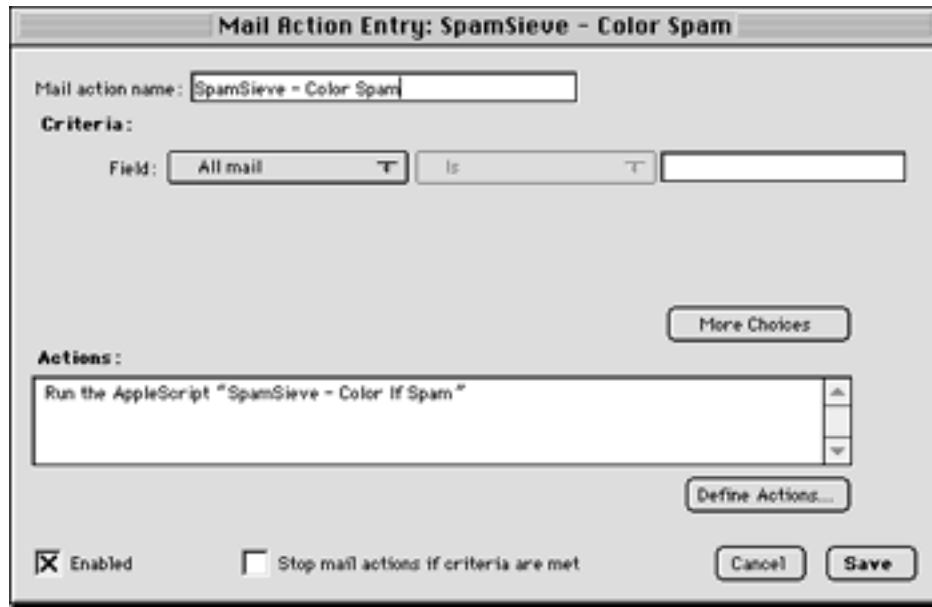 Mail Action Entry: SpamSieve - Color Spam
Mail action name: SpamSieve - Color Spam
Criteria:
Field: All mail Is
More Choices
Actions:
Run the AppleScript "SpamSieve - Color If Spam"
Define Actions...
Enabled Stop mail actions if criteria are met Cancel Save